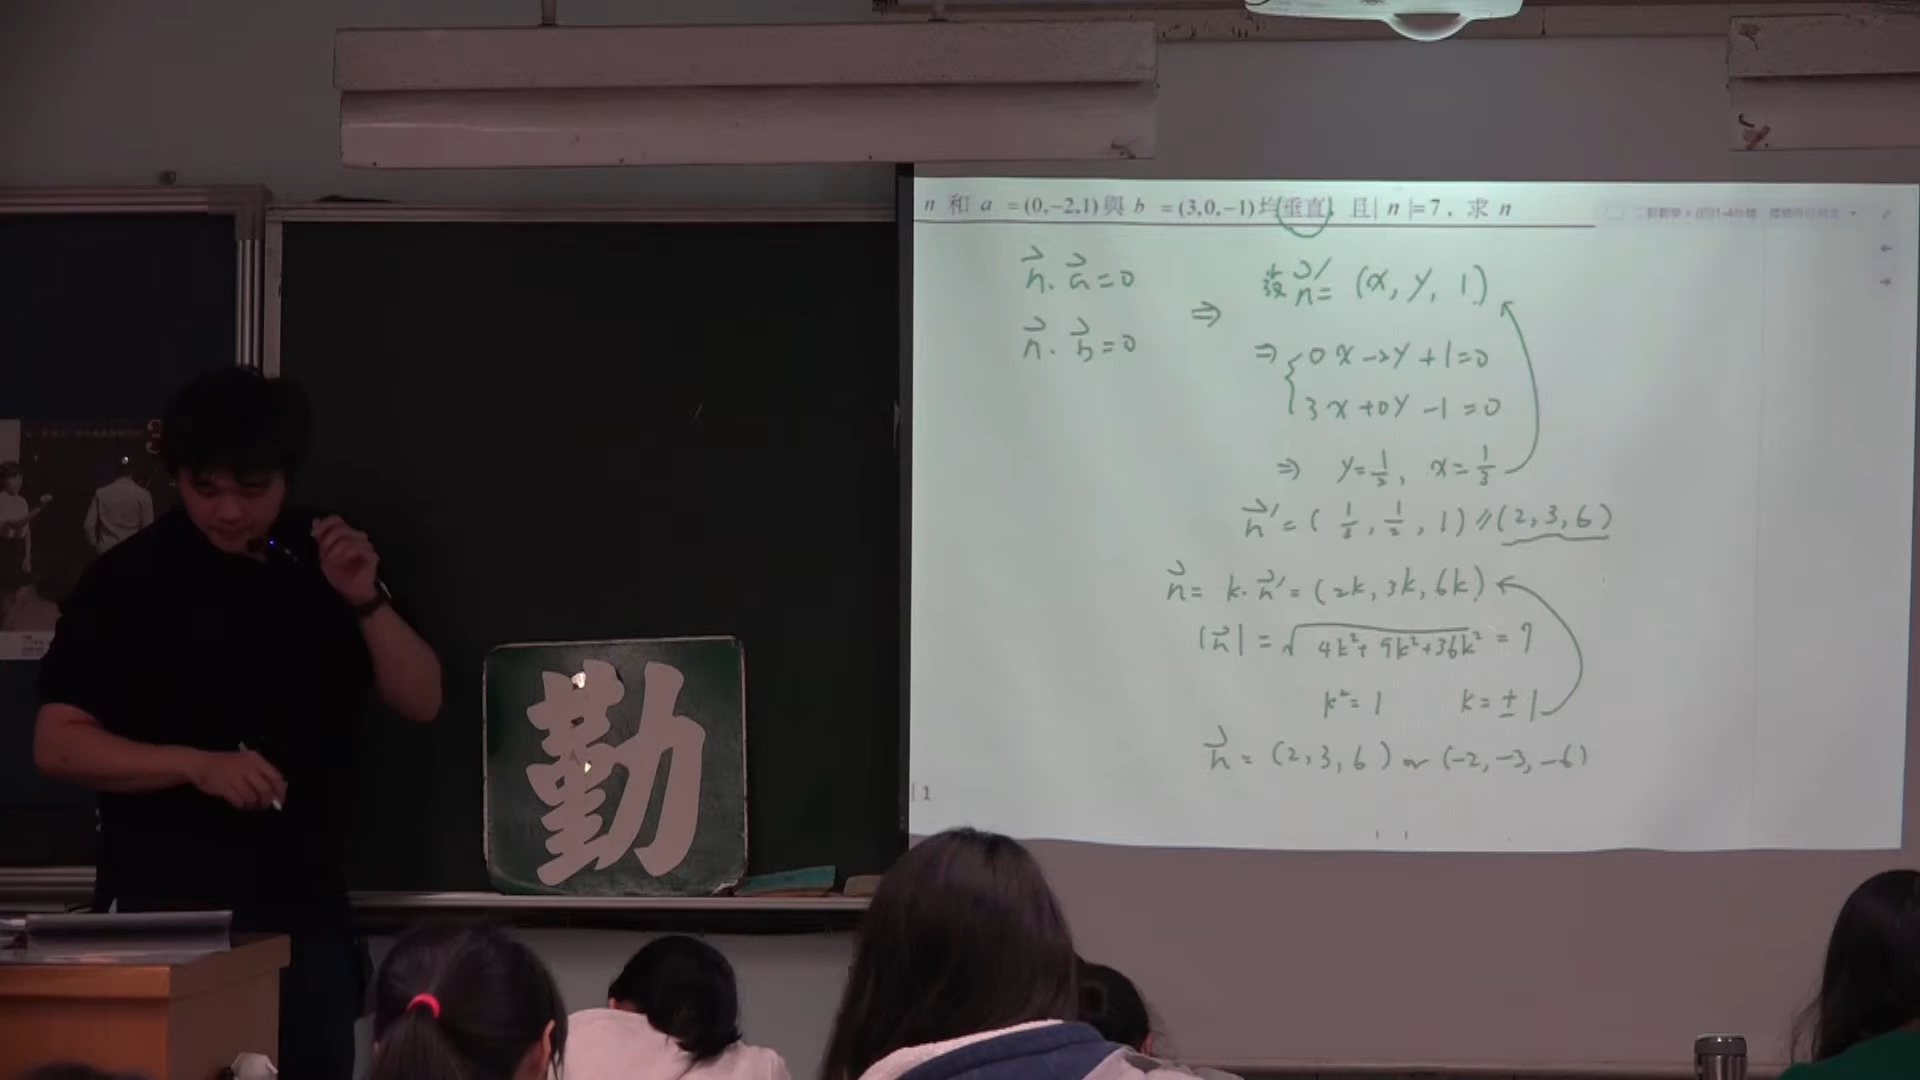 n 和 a =(0,-2,1)與 b =(3,0,-1)均垂直，且| n |=7，求 n
n⃗·a⃗=0
n⃗·b⃗=0
⇒ 設 n⃗'= (x, y, 1)
⇒ { 0x-2y+1=0
3x+0y-1=0
⇒ y=1/2, x=1/3
n⃗'=(1/3, 1/2, 1) // (2,3,6)
n⃗= k·n⃗'=(2k, 3k, 6k)
|n⃗| = √(4k²+9k²+36k²) = 7
k²=1 k=±1
n⃗ = (2,3,6) or (-2,-3,-6)
1
勤